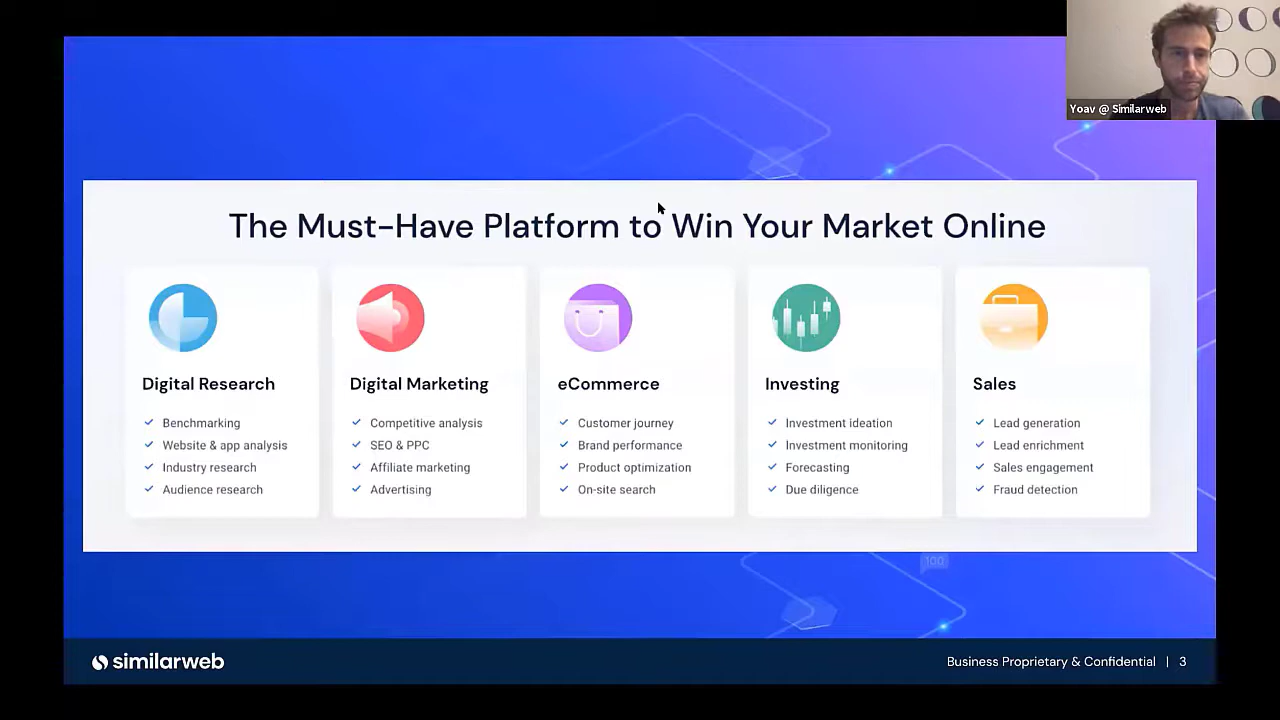 Yoav @ Similarweb
The Must-Have Platform to Win Your Market Online
Digital Research
Benchmarking
Website & app analysis
Industry research
Audience research
Digital Marketing
Competitive analysis
SEO & PPC
Affiliate marketing
Advertising
eCommerce
Customer journey
Brand performance
Product optimization
On-site search
Investing
Investment ideation
Investment monitoring
Forecasting
Due diligence
Sales
Lead generation
Lead enrichment
Sales engagement
Fraud detection
100
similarweb
Business Proprietary & Confidential | 3